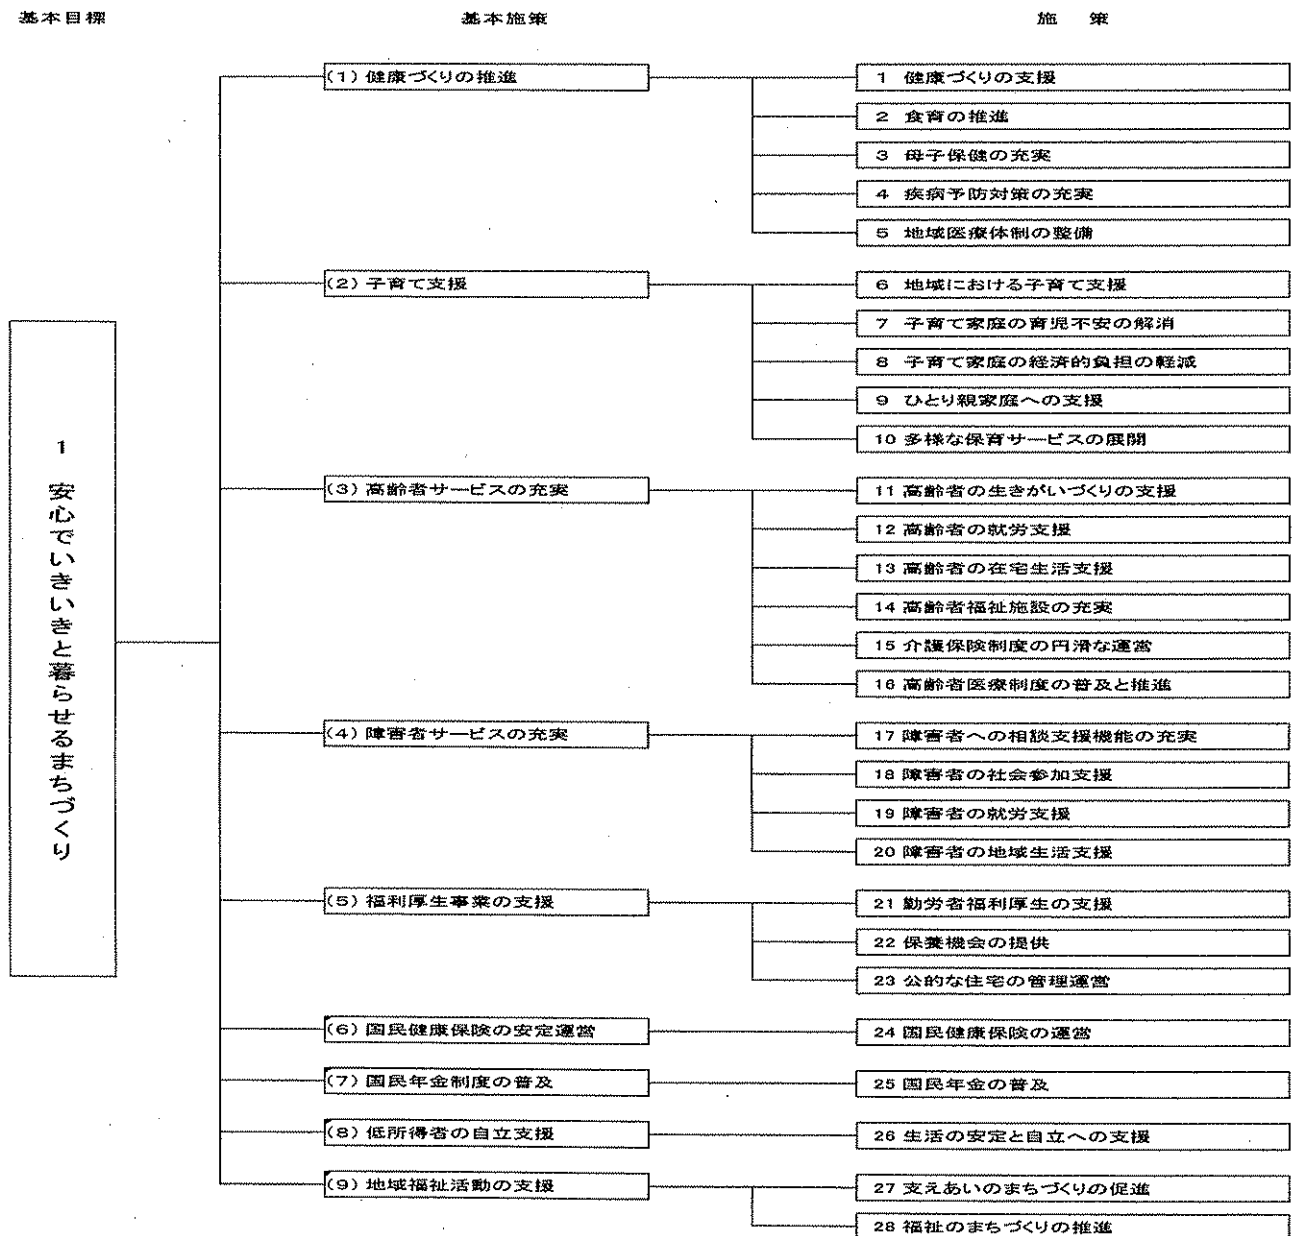 基本目標 基本施策 施 策
1 安心でいきいきと暮らせるまちづくり
(1)健康づくりの推進
1 健康づくりの支援
2 食育の推進
3 母子保健の充実
4 疾病予防対策の充実
5 地域医療体制の整備
(2)子育て支援
6 地域における子育て支援
7 子育て家庭の育児不安の解消
8 子育て家庭の経済的負担の軽減
9 ひとり親家庭への支援
10 多様な保育サービスの展開
(3)高齢者サービスの充実
11 高齢者の生きがいづくりの支援
12 高齢者の就労支援
13 高齢者の在宅生活支援
14 高齢者福祉施設の充実
15 介護保険制度の円滑な運営
16 高齢者医療制度の普及と推進
(4)障害者サービスの充実
17 障害者への相談支援機能の充実
18 障害者の社会参加支援
19 障害者の就労支援
20 障害者の地域生活支援
(5)福利厚生事業の支援
21 勤労者福利厚生の支援
22 保養機会の提供
23 公的な住宅の管理運営
(6)国民健康保険の安定運営
24 国民健康保険の運営
(7)国民年金制度の普及
25 国民年金の普及
(8)低所得者の自立支援
26 生活の安定と自立への支援
(9)地域福祉活動の支援
27 支えあいのまちづくりの促進
28 福祉のまちづくりの推進